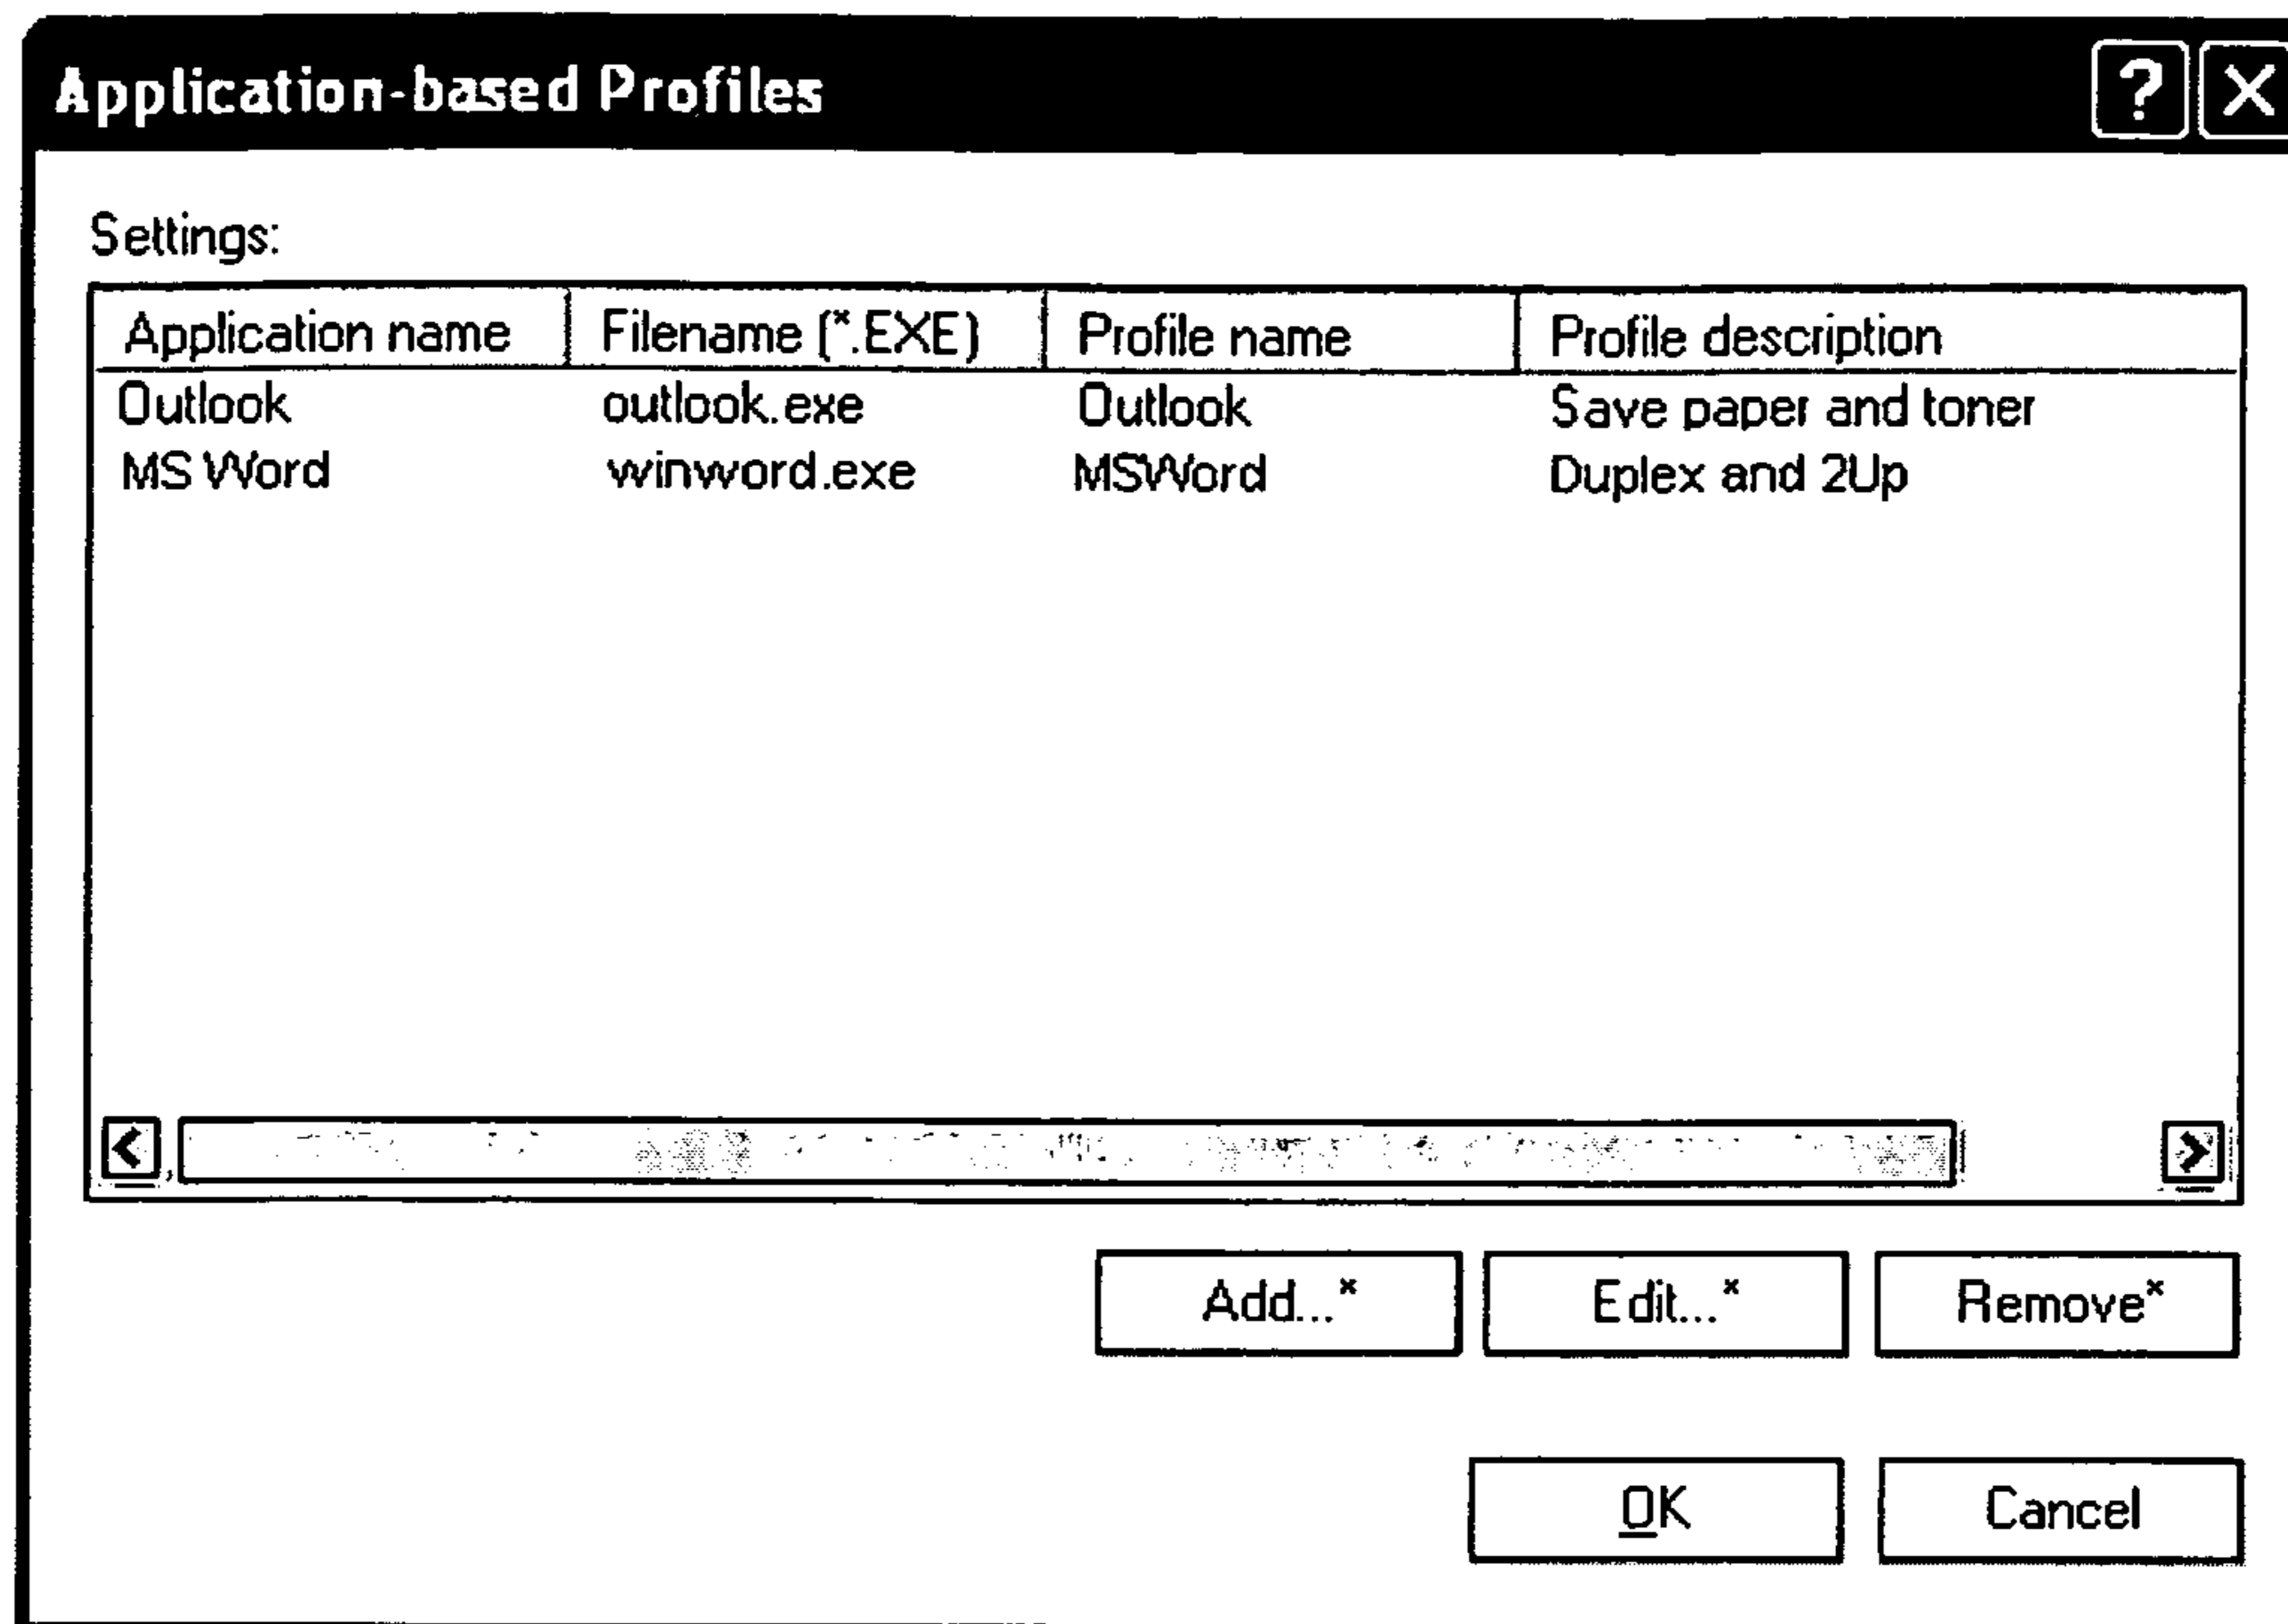 Application-based Profiles ? X
Settings:
Application name Filename (*.EXE) Profile name Profile description
Outlook outlook.exe Outlook Save paper and toner
MS Word winword.exe MSWord Duplex and 2Up
Add...* Edit...* Remove*
OK Cancel